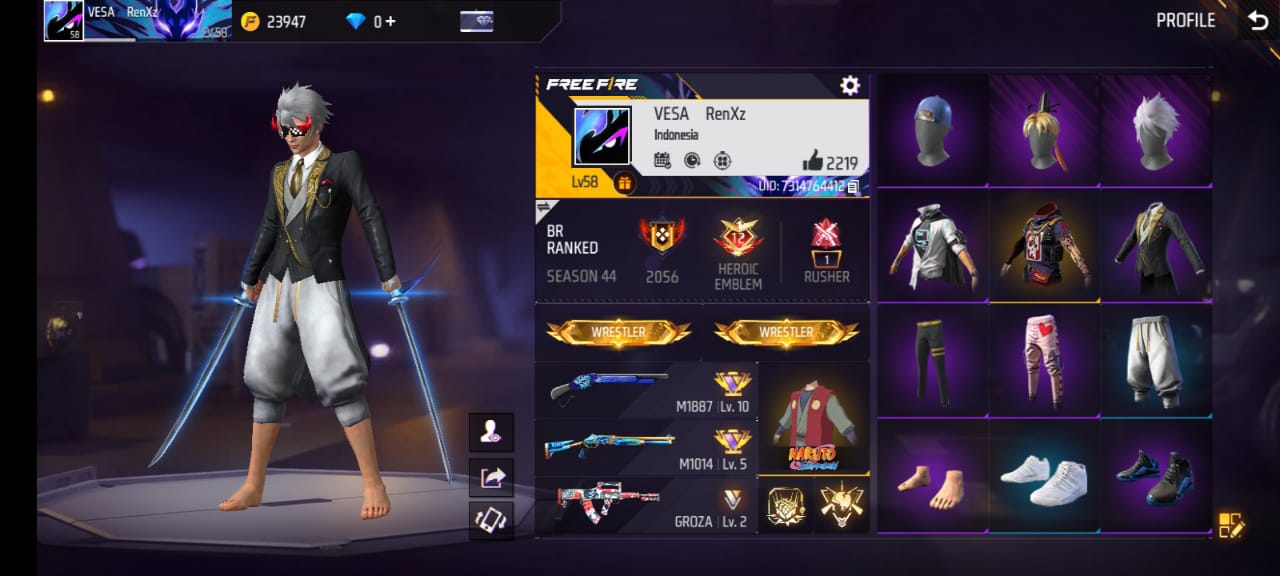 VESA RenXz
58
Lv58
23947
0+
PROFILE
FREE FIRE
VESA RenXz
Indonesia
2219
Lv58
UID: 7314764412
BR
RANKED
SEASON 44
2056
12
HEROIC
EMBLEM
1
RUSHER
WRESTLER
WRESTLER
M1887 Lv. 10
M1014 Lv. 5
GROZA Lv. 2
NARUTO